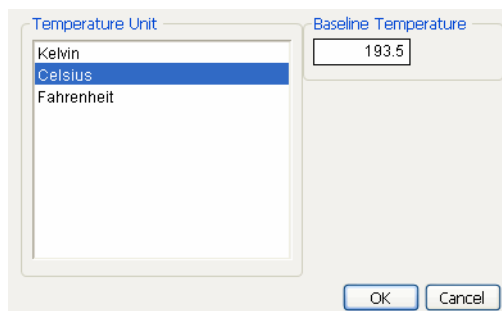 Temperature Unit
Kelvin
Celsius
Fahrenheit
Baseline Temperature
193.5
OK
Cancel